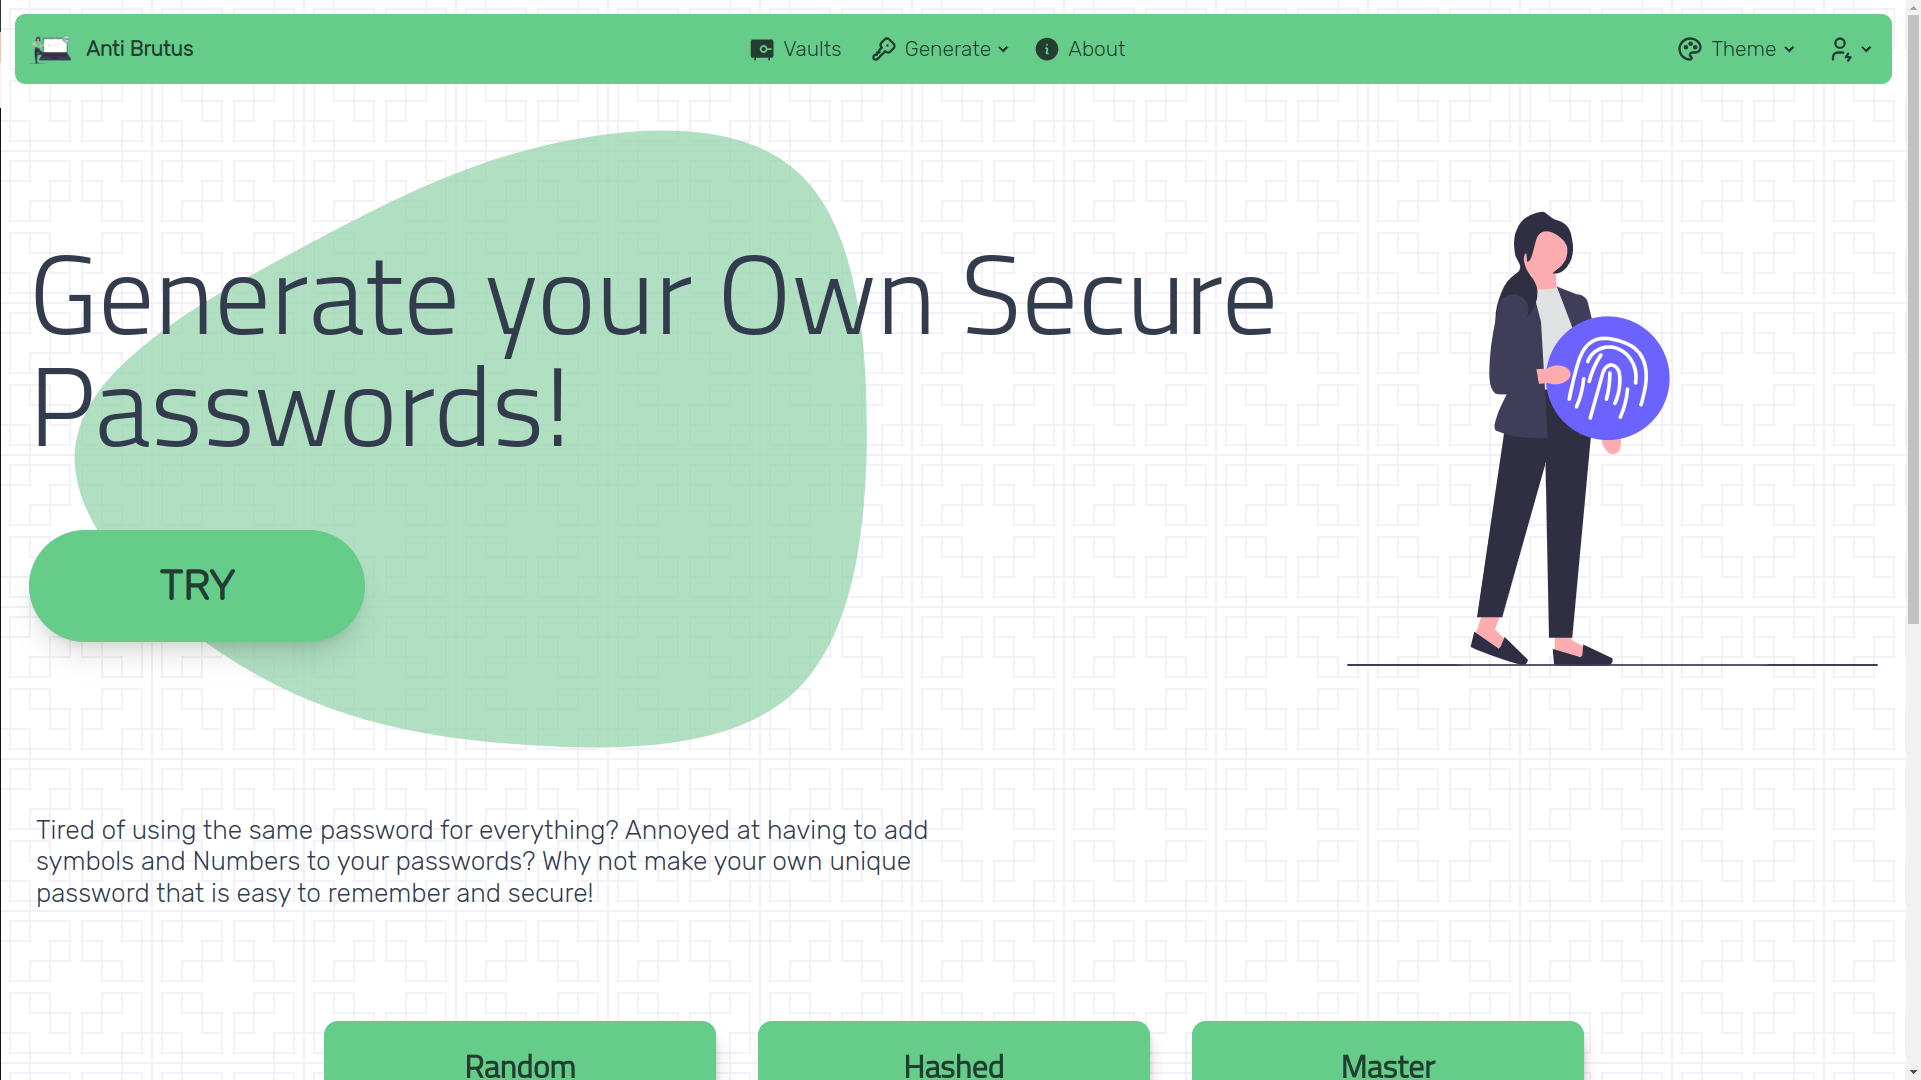 Anti Brutus
Vaults
Generate
About
Theme
Generate your Own Secure
Passwords!
TRY
Tired of using the same password for everything? Annoyed at having to add
symbols and Numbers to your passwords? Why not make your own unique
password that is easy to remember and secure!
Random
Hashed
Master